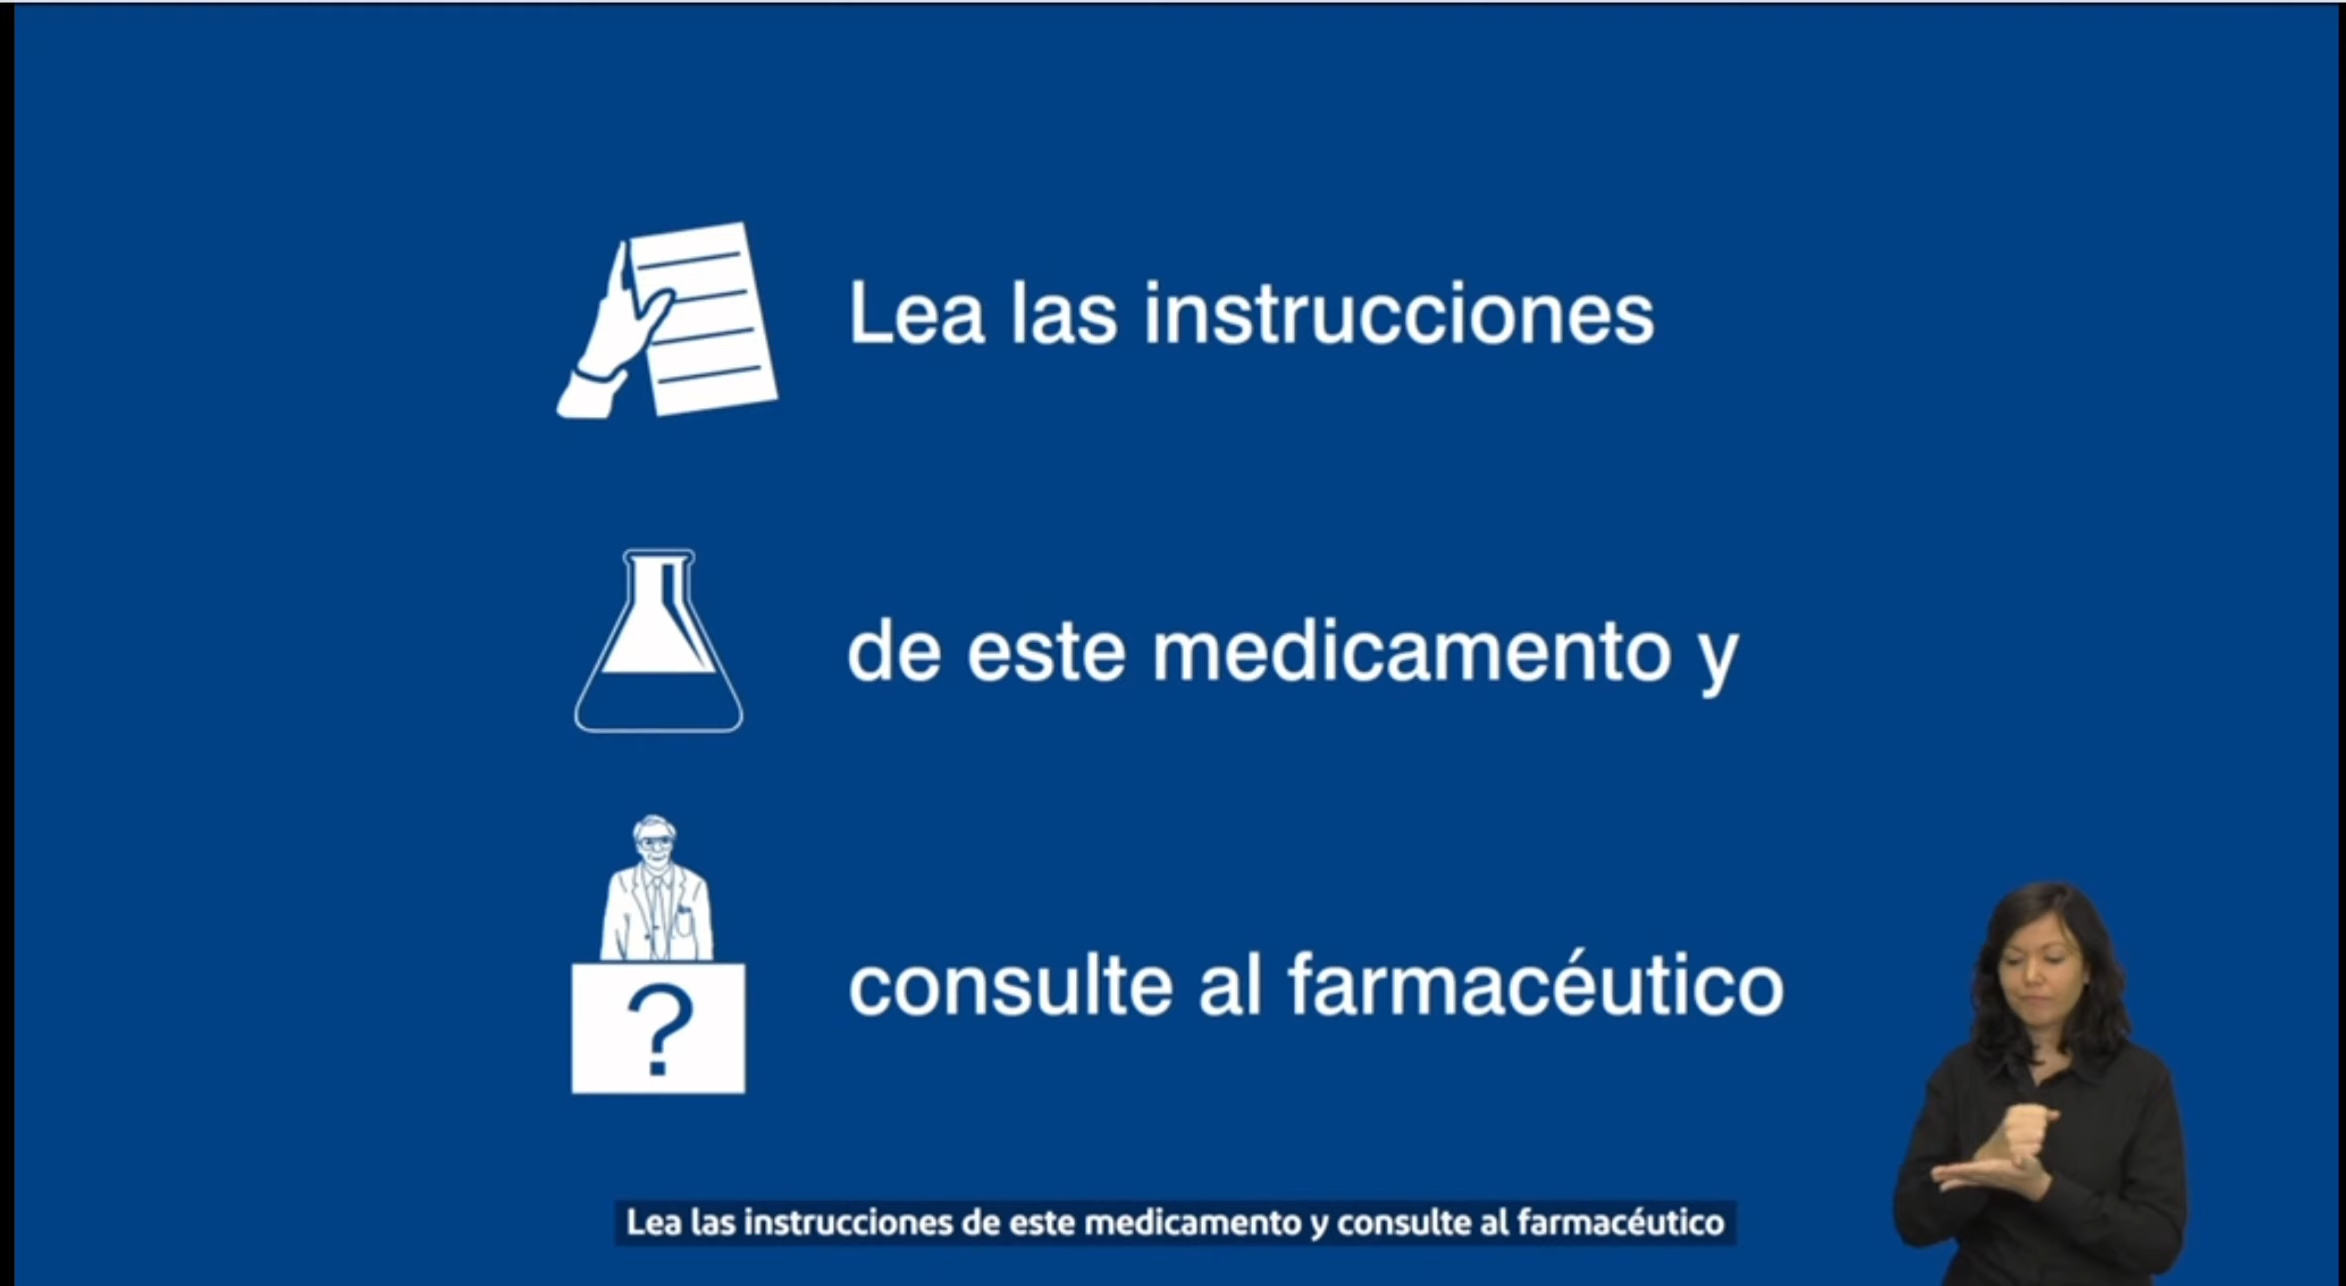 Lea las instrucciones
de este medicamento y
?
consulte al farmacéutico
Lea las instrucciones de este medicamento y consulte al farmacéutico